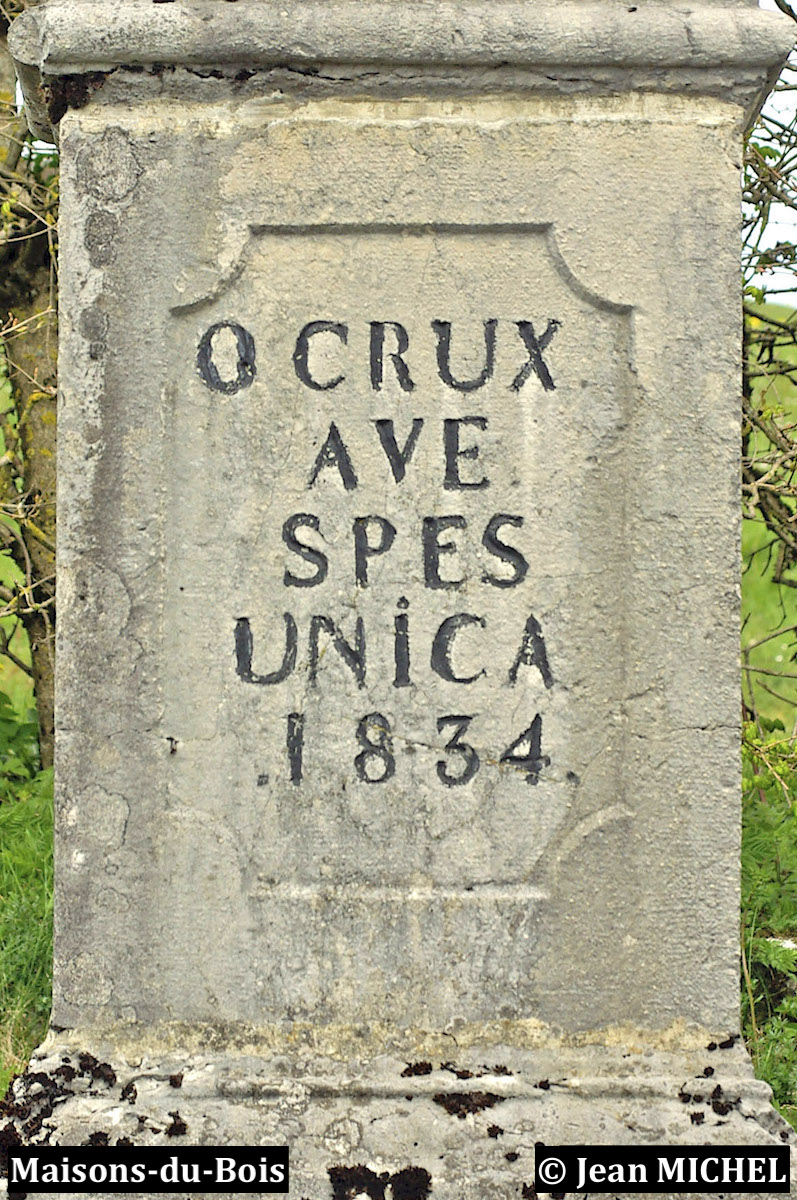 O CRUX
AVE
SPES
UNiCA
.1834.
Maisons-du-Bois
© Jean MICHEL